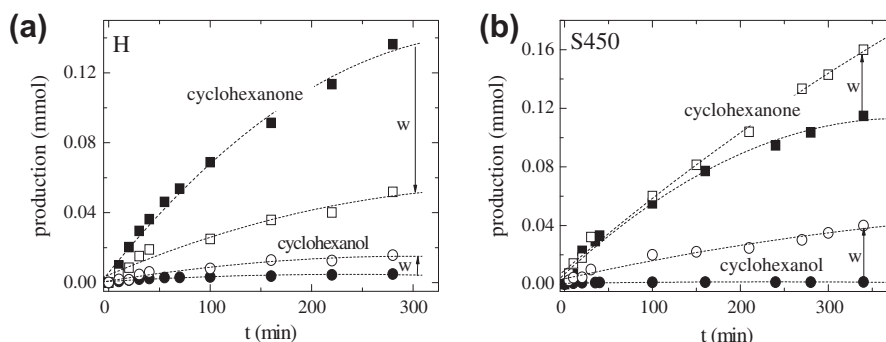 (a)
H
production (mmol)
0.12
0.08
0.04
0.00
cyclohexanone
w
cyclohexanol
w
0
100
200
300
t (min)
(b)
S450
production (mmol)
0.16
0.12
0.08
0.04
0.00
cyclohexanone
w
cyclohexanol
w
0
100
200
300
t (min)